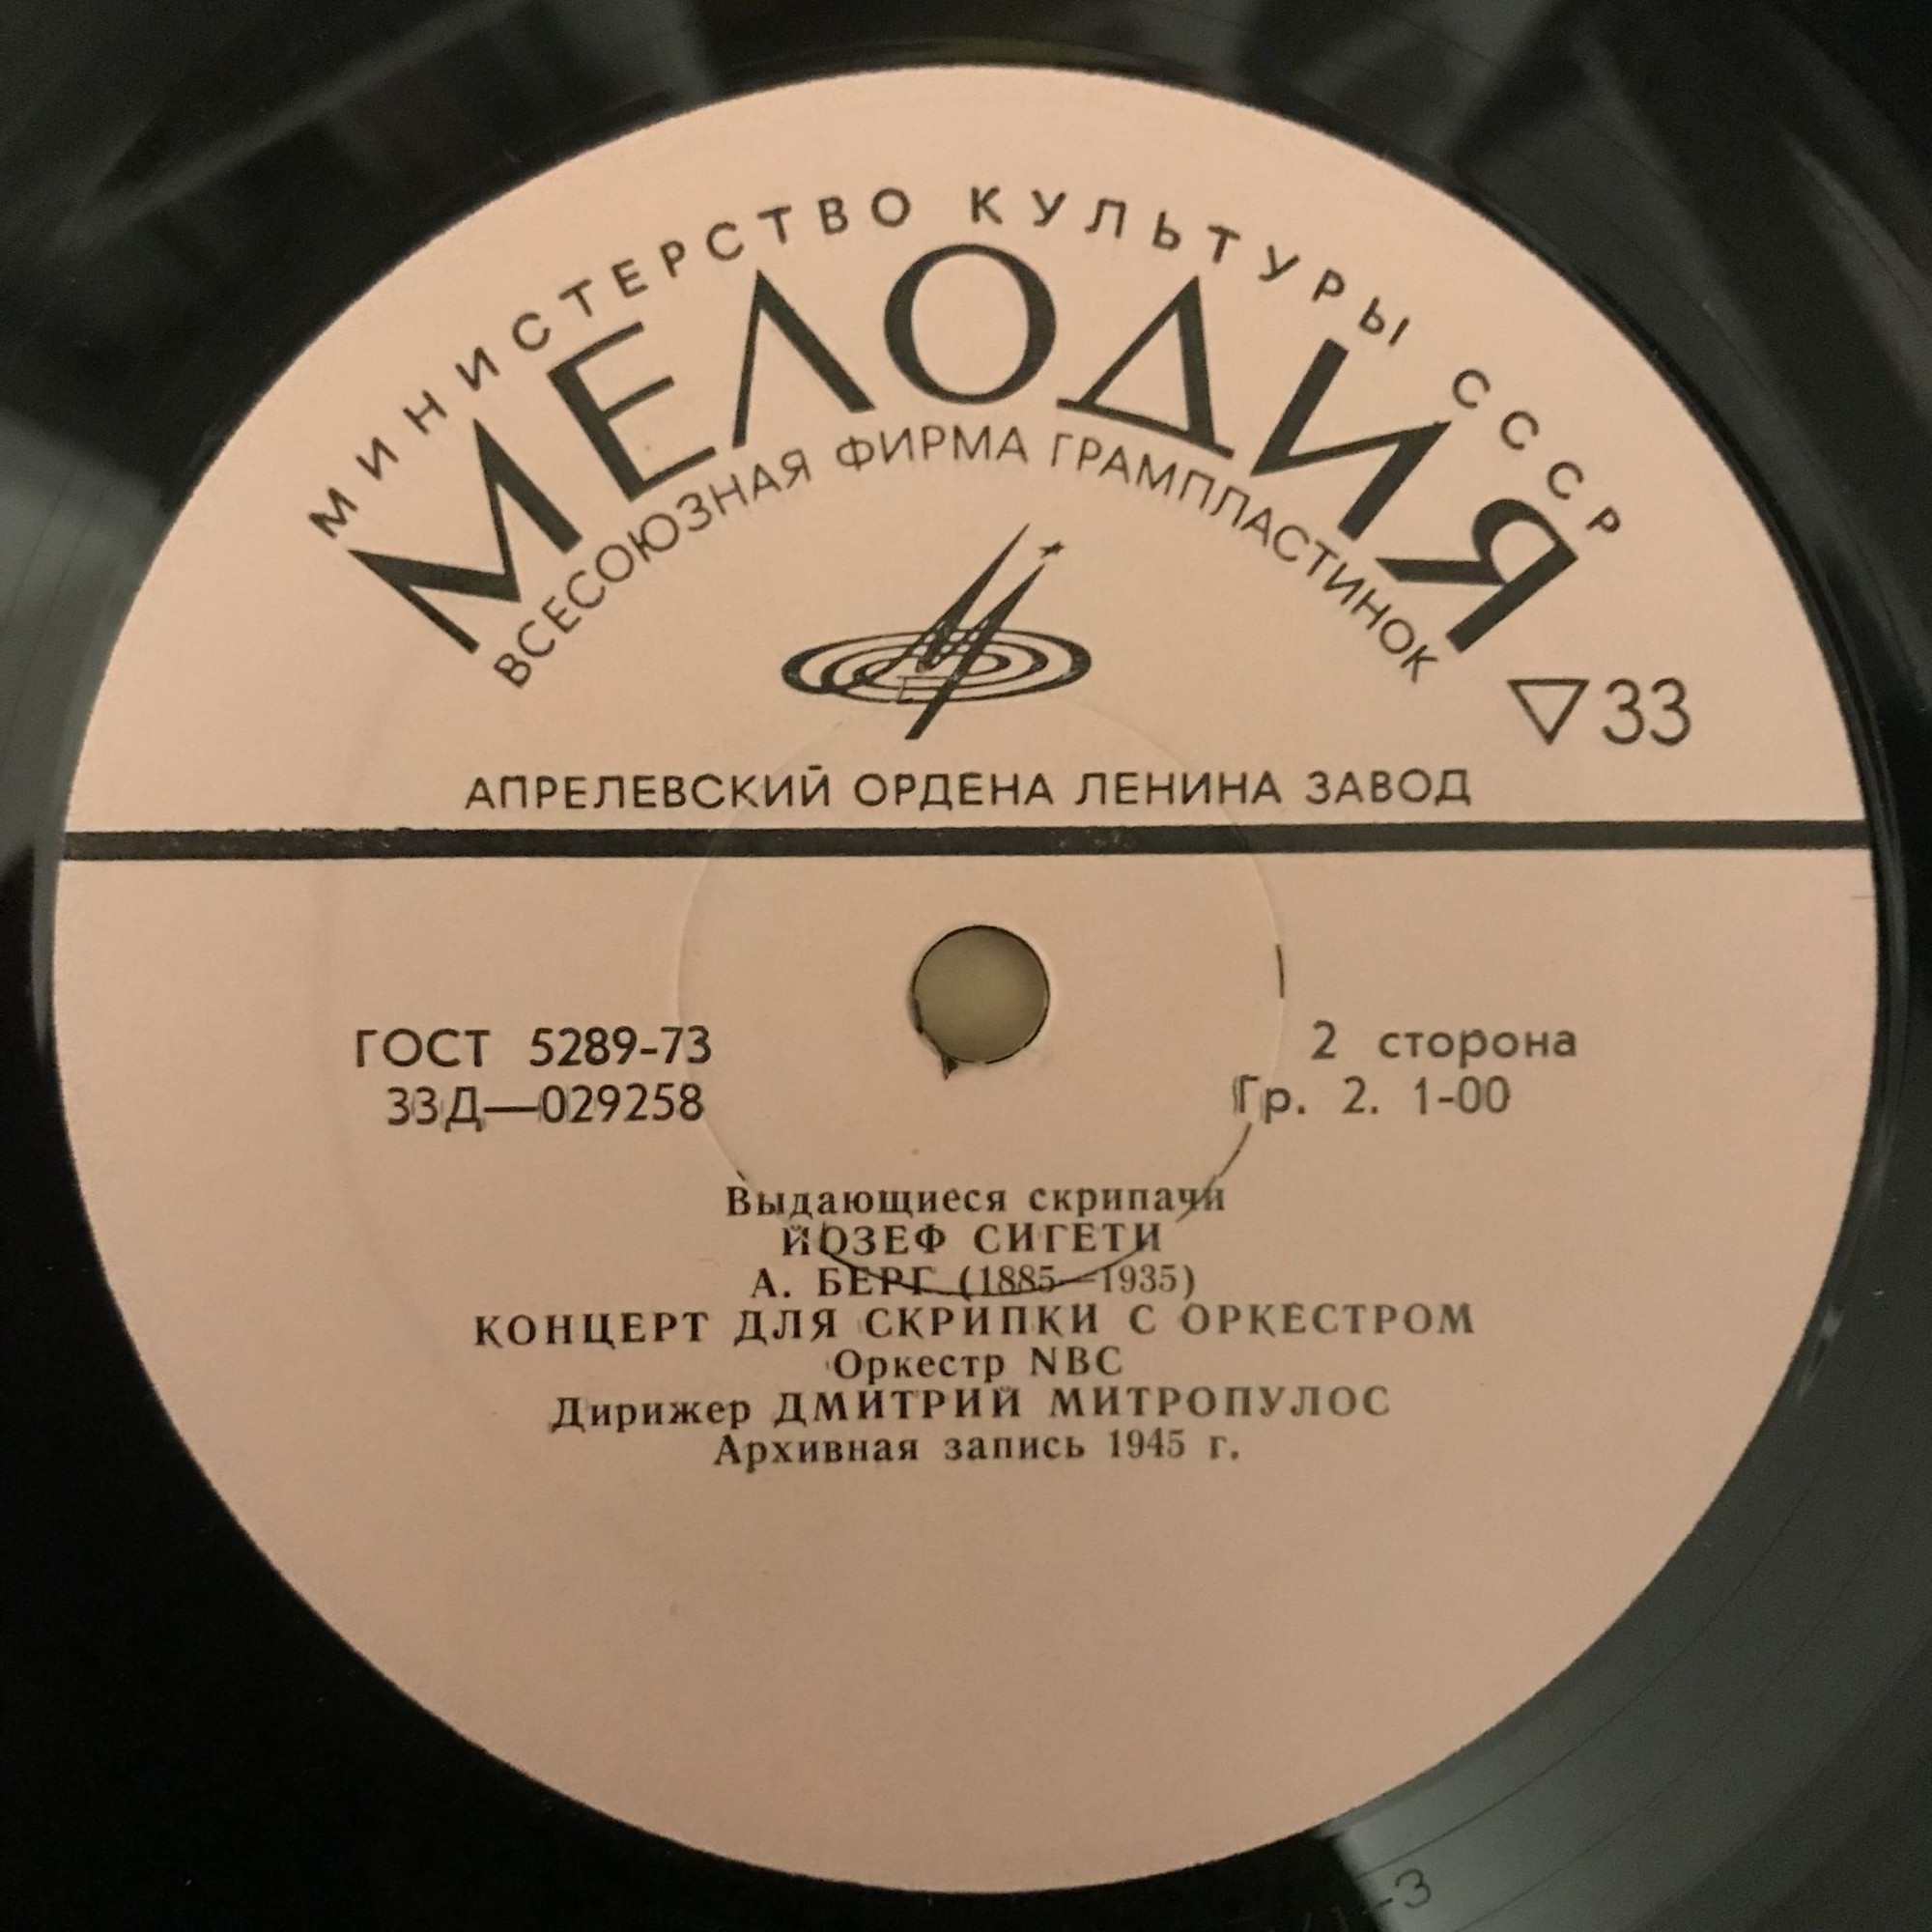 МИНИСТЕРСТВО КУЛЬТУРЫ СССР
МЕЛОДИЯ
ВСЕСОЮЗНАЯ ФИРМА ГРАМПЛАСТИНОК
▽33
АПРЕЛЕВСКИЙ ОРДЕНА ЛЕНИНА ЗАВОД
ГОСТ 5289-73
2 сторона
33Д—029258
Гр. 2. 1-00
Выдающиеся скрипачи
ЙОЗЕФ СИГЕТИ
А. БЕРГ (1885—1935)
КОНЦЕРТ ДЛЯ СКРИПКИ С ОРКЕСТРОМ
Оркестр NBC
Дирижер ДМИТРИЙ МИТРОПУЛОС
Архивная запись 1945 г.